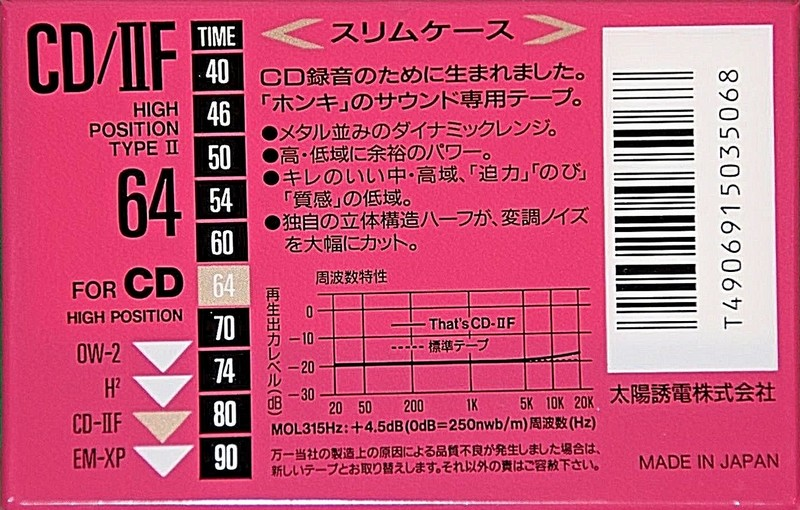 CD/ⅡF
HIGH
POSITION
TYPE Ⅱ
64
FOR CD
HIGH POSITION
OW-2
H²
CD-ⅡF
EM-XP
TIME
40
46
50
54
60
64
70
74
80
90
スリムケース
CD録音のために生まれました。
「ホンキ」のサウンド専用テープ。
●メタル並みのダイナミックレンジ。
●高・低域に余裕のパワー。
●キレのいい中・高域、「迫力」「のび」
「質感」の低域。
●独自の立体構造ハーフが、変調ノイズ
を大幅にカット。
周波数特性
再生出力レベル(dB)
0
−10
−20
−30
That's CD-ⅡF
標準テープ
20 50 200 1K 5K 10K 20K
MOL315Hz:+4.5dB(0dB=250nwb/m) 周波数(Hz)
万一当社の製造上の原因による品質不良が発生しました場合は、
新しいテープとお取り替えします。それ以外の責はご容赦下さい。
T4906915035068
太陽誘電株式会社
MADE IN JAPAN